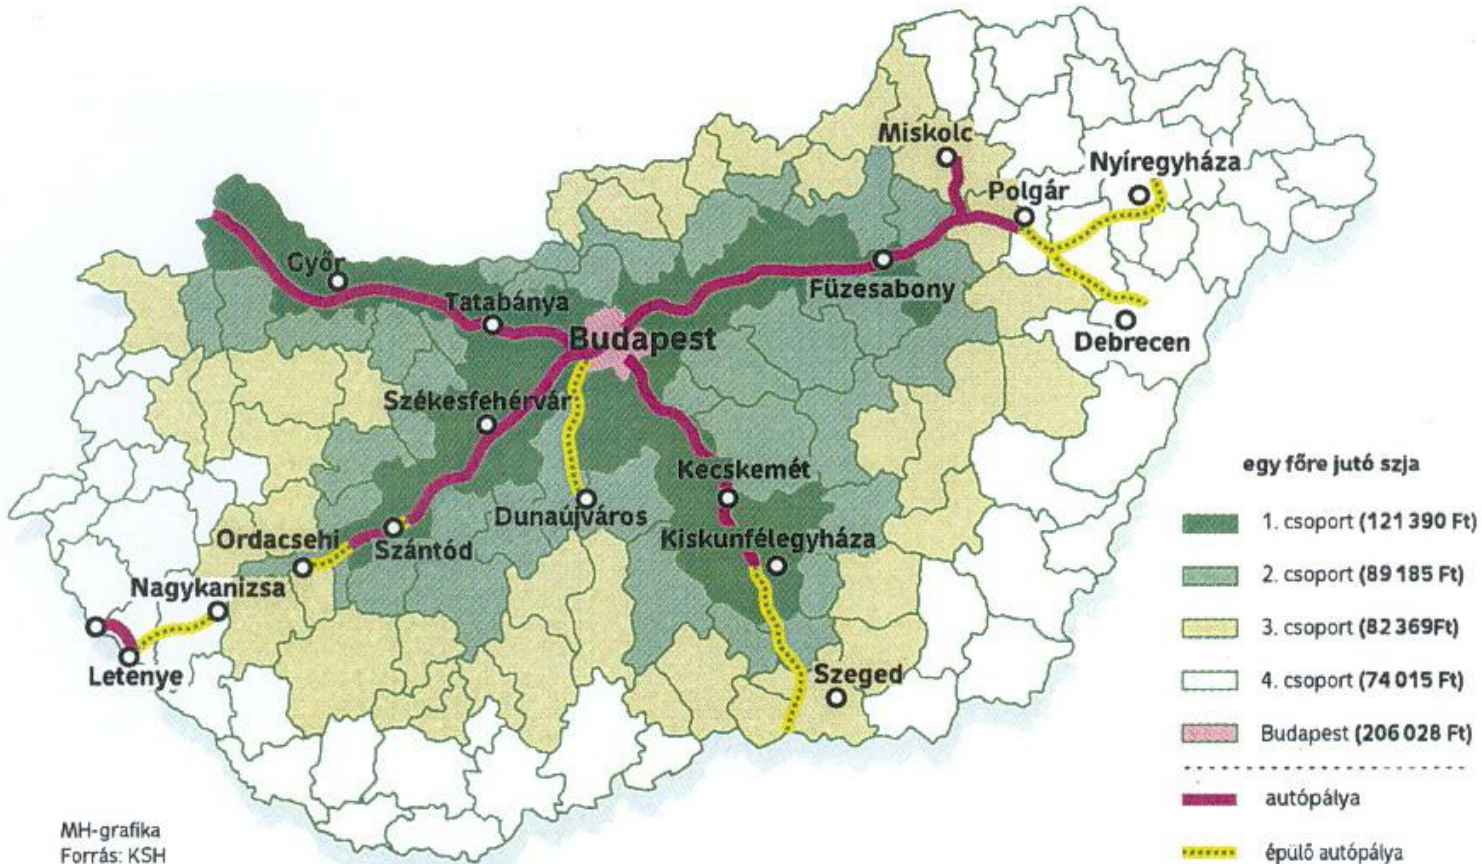 Miskolc
Nyíregyháza
Polgár
Győr
Füzesabony
Tatabánya
Budapest
Debrecen
Székesfehérvár
Kecskemét
Dunaújváros
Ordacsehi
Szántód
Kiskunfélegyháza
Nagykanizsa
Letenye
Szeged
egy főre jutó szja
1. csoport (121 390 Ft)
2. csoport (89 185 Ft)
3. csoport (82 369Ft)
4. csoport (74 015 Ft)
Budapest (206 028 Ft)
autópálya
épülő autópálya
MH-grafika
Forrás: KSH